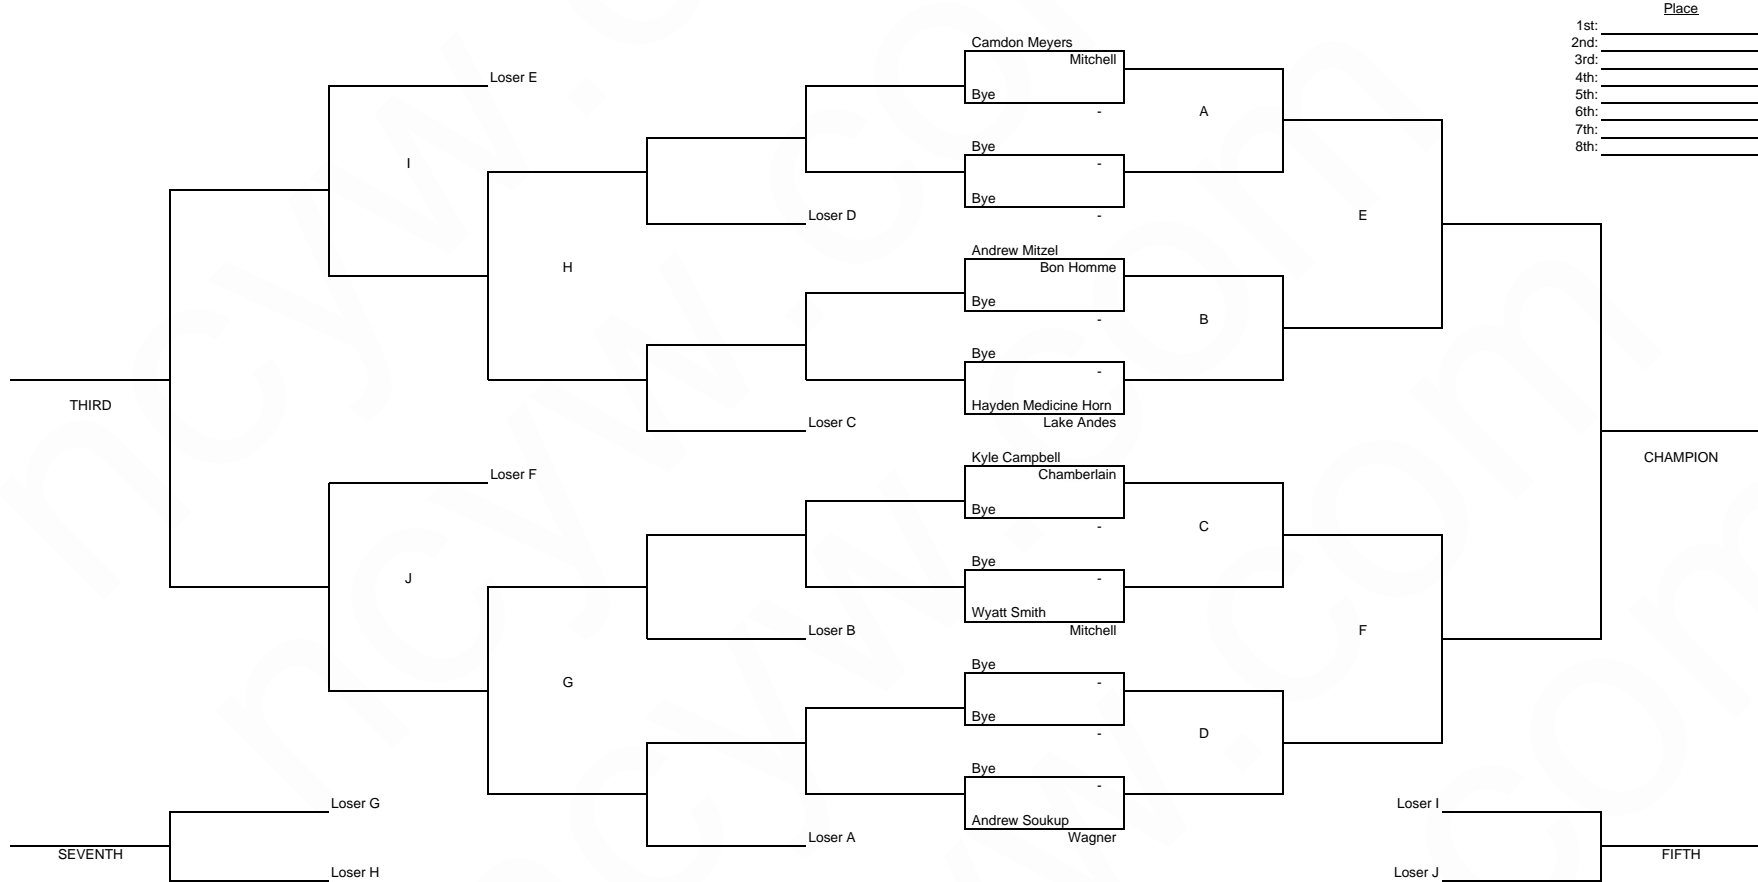 Place
1st:
2nd:
3rd:
4th:
5th:
6th:
7th:
8th:
Camdon Meyers
Mitchell
Loser E
Bye
-
A
Bye
-
I
Bye
-
Loser D
E
Andrew Mitzel
Bon Homme
H
Bye
-
B
Bye
-
THIRD
Hayden Medicine Horn
Lake Andes
Loser C
Kyle Campbell
Chamberlain
CHAMPION
Loser F
Bye
-
C
Bye
-
J
Wyatt Smith
Mitchell
Loser B
F
Bye
-
G
Bye
-
D
Bye
-
Loser G
Loser I
Andrew Soukup
Wagner
Loser A
SEVENTH
FIFTH
Loser H
Loser J